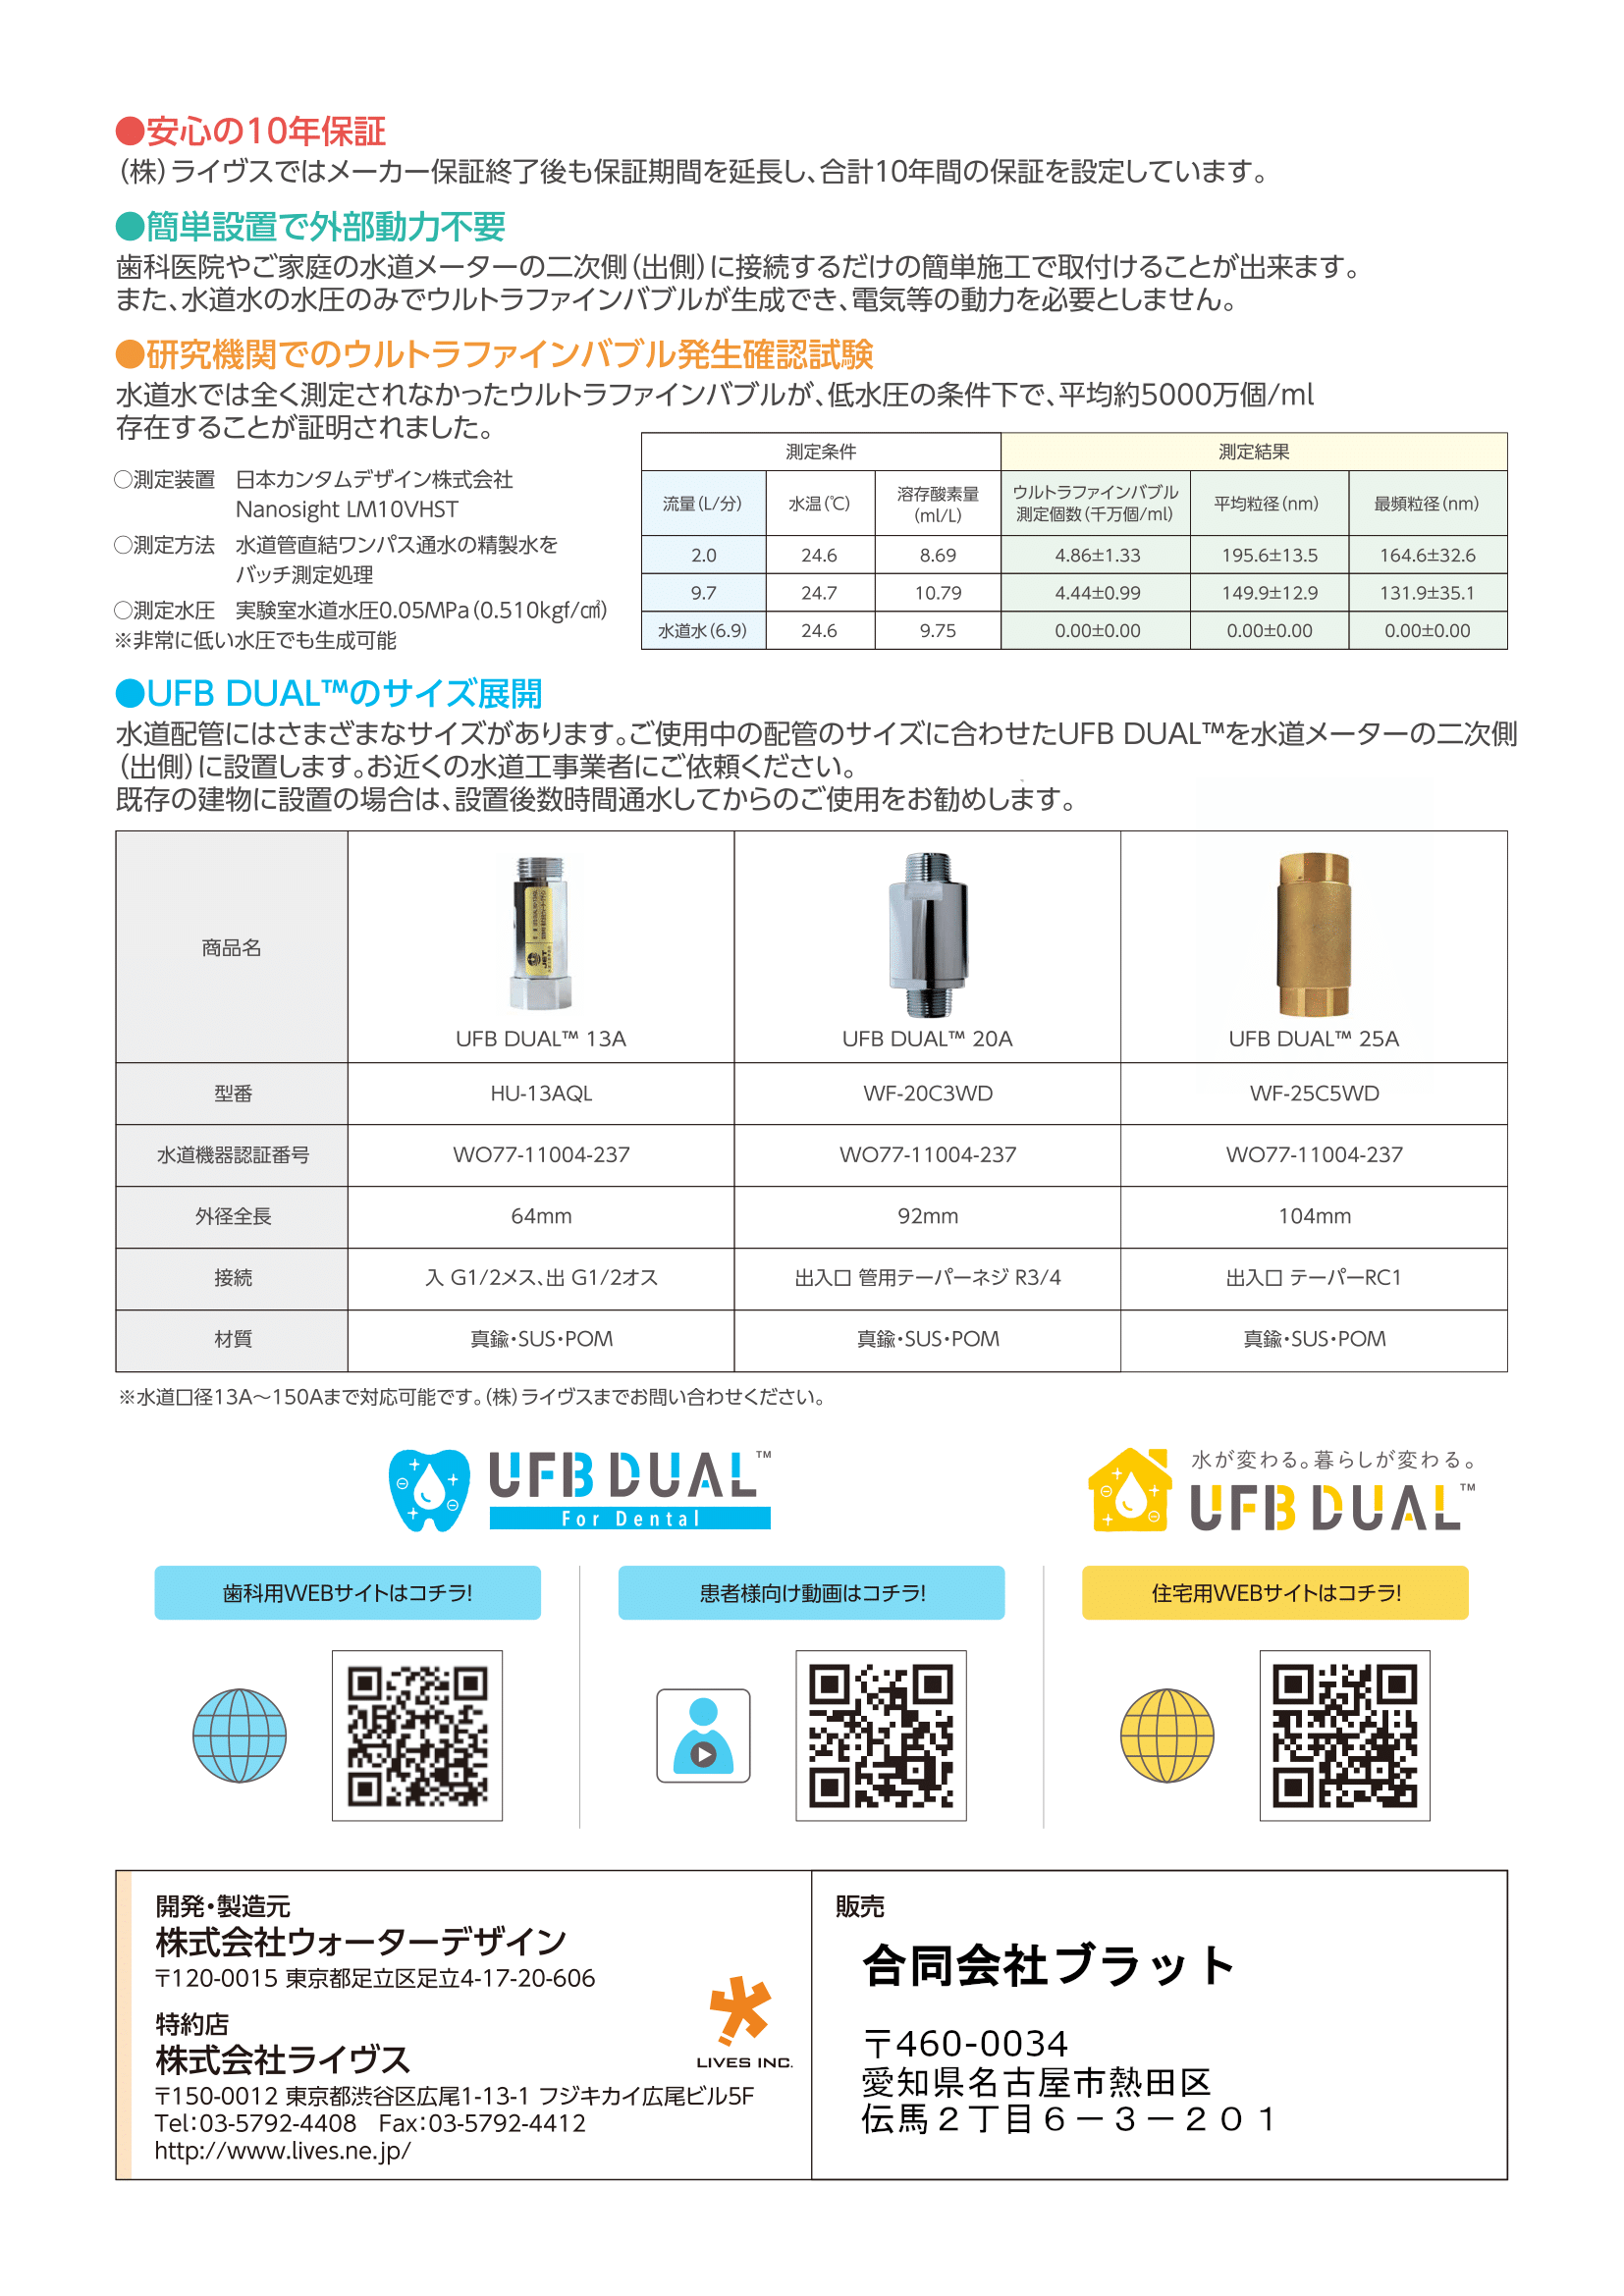 ●安心の10年保証
（株）ライヴスではメーカー保証終了後も保証期間を延長し、合計10年間の保証を設定しています。
●簡単設置で外部動力不要
歯科医院やご家庭の水道メーターの二次側（出側）に接続するだけの簡単施工で取付けることが出来ます。
また、水道水の水圧のみでウルトラファインバブルが生成でき、電気等の動力を必要としません。
●研究機関でのウルトラファインバブル発生確認試験
水道水では全く測定されなかったウルトラファインバブルが、低水圧の条件下で、平均約5000万個/ml
存在することが証明されました。
○測定装置　日本カンタムデザイン株式会社
Nanosight LM10VHST
○測定方法　水道管直結ワンパス通水の精製水を
バッチ測定処理
○測定水圧　実験室水道水圧0.05MPa（0.510kgf/㎠）
※非常に低い水圧でも生成可能
測定条件　測定結果
流量（L/分）　水温（℃）　溶存酸素量（ml/L）　ウルトラファインバブル測定個数（千万個/ml）　平均粒径（nm）　最頻粒径（nm）
2.0　24.6　8.69　4.86±1.33　195.6±13.5　164.6±32.6
9.7　24.7　10.79　4.44±0.99　149.9±12.9　131.9±35.1
水道水（6.9）　24.6　9.75　0.00±0.00　0.00±0.00　0.00±0.00
●UFB DUAL™のサイズ展開
水道配管にはさまざまなサイズがあります。ご使用中の配管のサイズに合わせたUFB DUAL™を水道メーターの二次側
（出側）に設置します。お近くの水道工事業者にご依頼ください。
既存の建物に設置の場合は、設置後数時間通水してからのご使用をお勧めします。
商品名　UFB DUAL™ 13A　UFB DUAL™ 20A　UFB DUAL™ 25A
型番　HU-13AQL　WF-20C3WD　WF-25C5WD
水道機器認証番号　WO77-11004-237　WO77-11004-237　WO77-11004-237
外径全長　64mm　92mm　104mm
接続　入 G1/2メス、出 G1/2オス　出入口 管用テーパーネジ R3/4　出入口 テーパーRC1
材質　真鍮・SUS・POM　真鍮・SUS・POM　真鍮・SUS・POM
※水道口径13A～150Aまで対応可能です。（株）ライヴスまでお問い合わせください。
UFB DUAL™
For Dental
水が変わる。暮らしが変わる。
UFB DUAL™
歯科用WEBサイトはコチラ!
患者様向け動画はコチラ!
住宅用WEBサイトはコチラ!
開発・製造元
株式会社ウォーターデザイン
〒120-0015 東京都足立区足立4-17-20-606
特約店
株式会社ライヴス
〒150-0012 東京都渋谷区広尾1-13-1 フジキカイ広尾ビル5F
Tel：03-5792-4408　Fax：03-5792-4412
http://www.lives.ne.jp/
LIVES INC.
販売
合同会社ブラット
〒460-0034
愛知県名古屋市熱田区
伝馬２丁目６－３－２０１